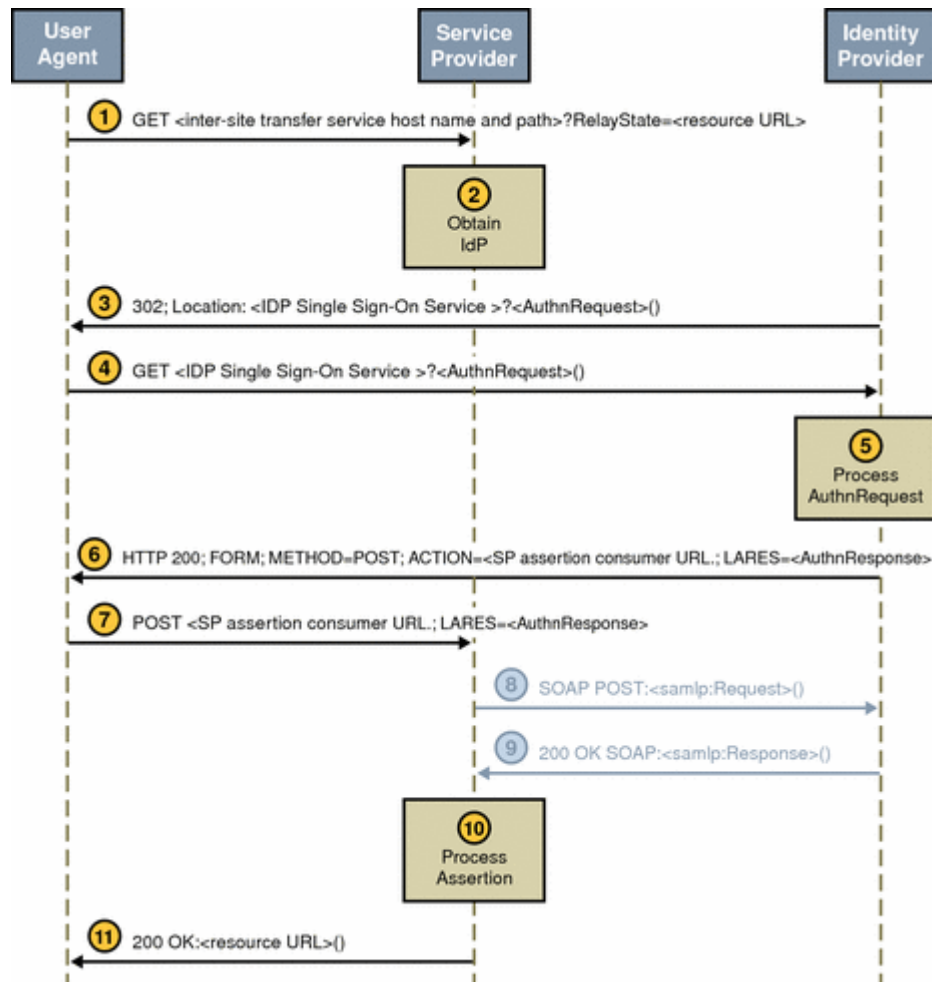 User
Agent
Service
Provider
Identity
Provider
1 GET <inter-site transfer service host name and path>?RelayState=<resource URL>
2
Obtain
IdP
3 302; Location: <IDP Single Sign-On Service >?<AuthnRequest>()
4 GET <IDP Single Sign-On Service >?<AuthnRequest>()
5
Process
AuthnRequest
6 HTTP 200; FORM; METHOD=POST; ACTION=<SP assertion consumer URL.; LARES=<AuthnResponse>
7 POST <SP assertion consumer URL.; LARES=<AuthnResponse>
8 SOAP POST:<samlp:Request>()
9 200 OK SOAP:<samlp:Response>()
10
Process
Assertion
11 200 OK:<resource URL>()